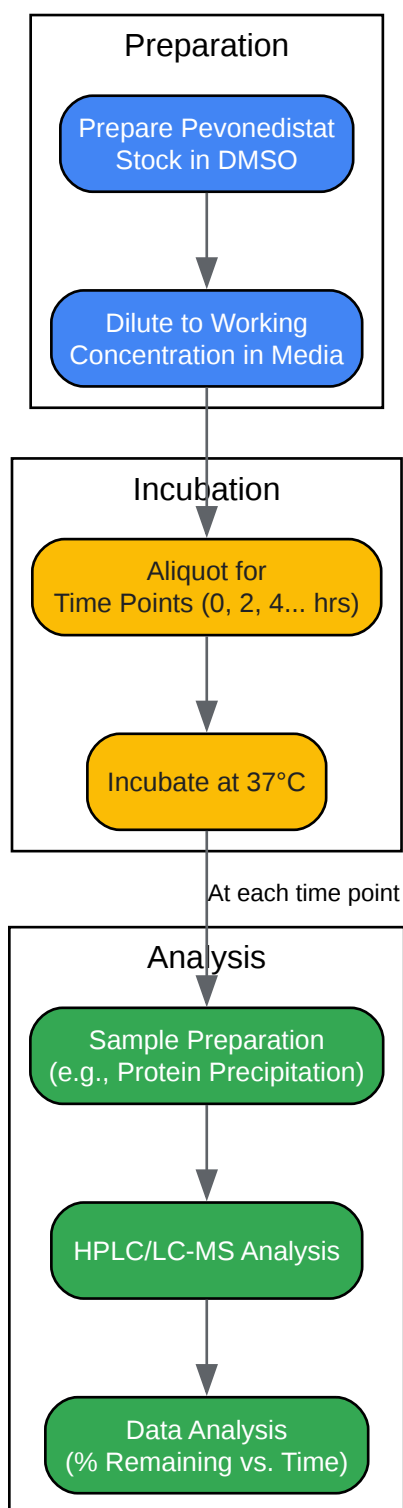 Preparation
Prepare Pevonedistat
Stock in DMSO
Dilute to Working
Concentration in Media
Incubation
Aliquot for
Time Points (0, 2, 4... hrs)
Incubate at 37°C
At each time point
Analysis
Sample Preparation
(e.g., Protein Precipitation)
HPLC/LC-MS Analysis
Data Analysis
(% Remaining vs. Time)